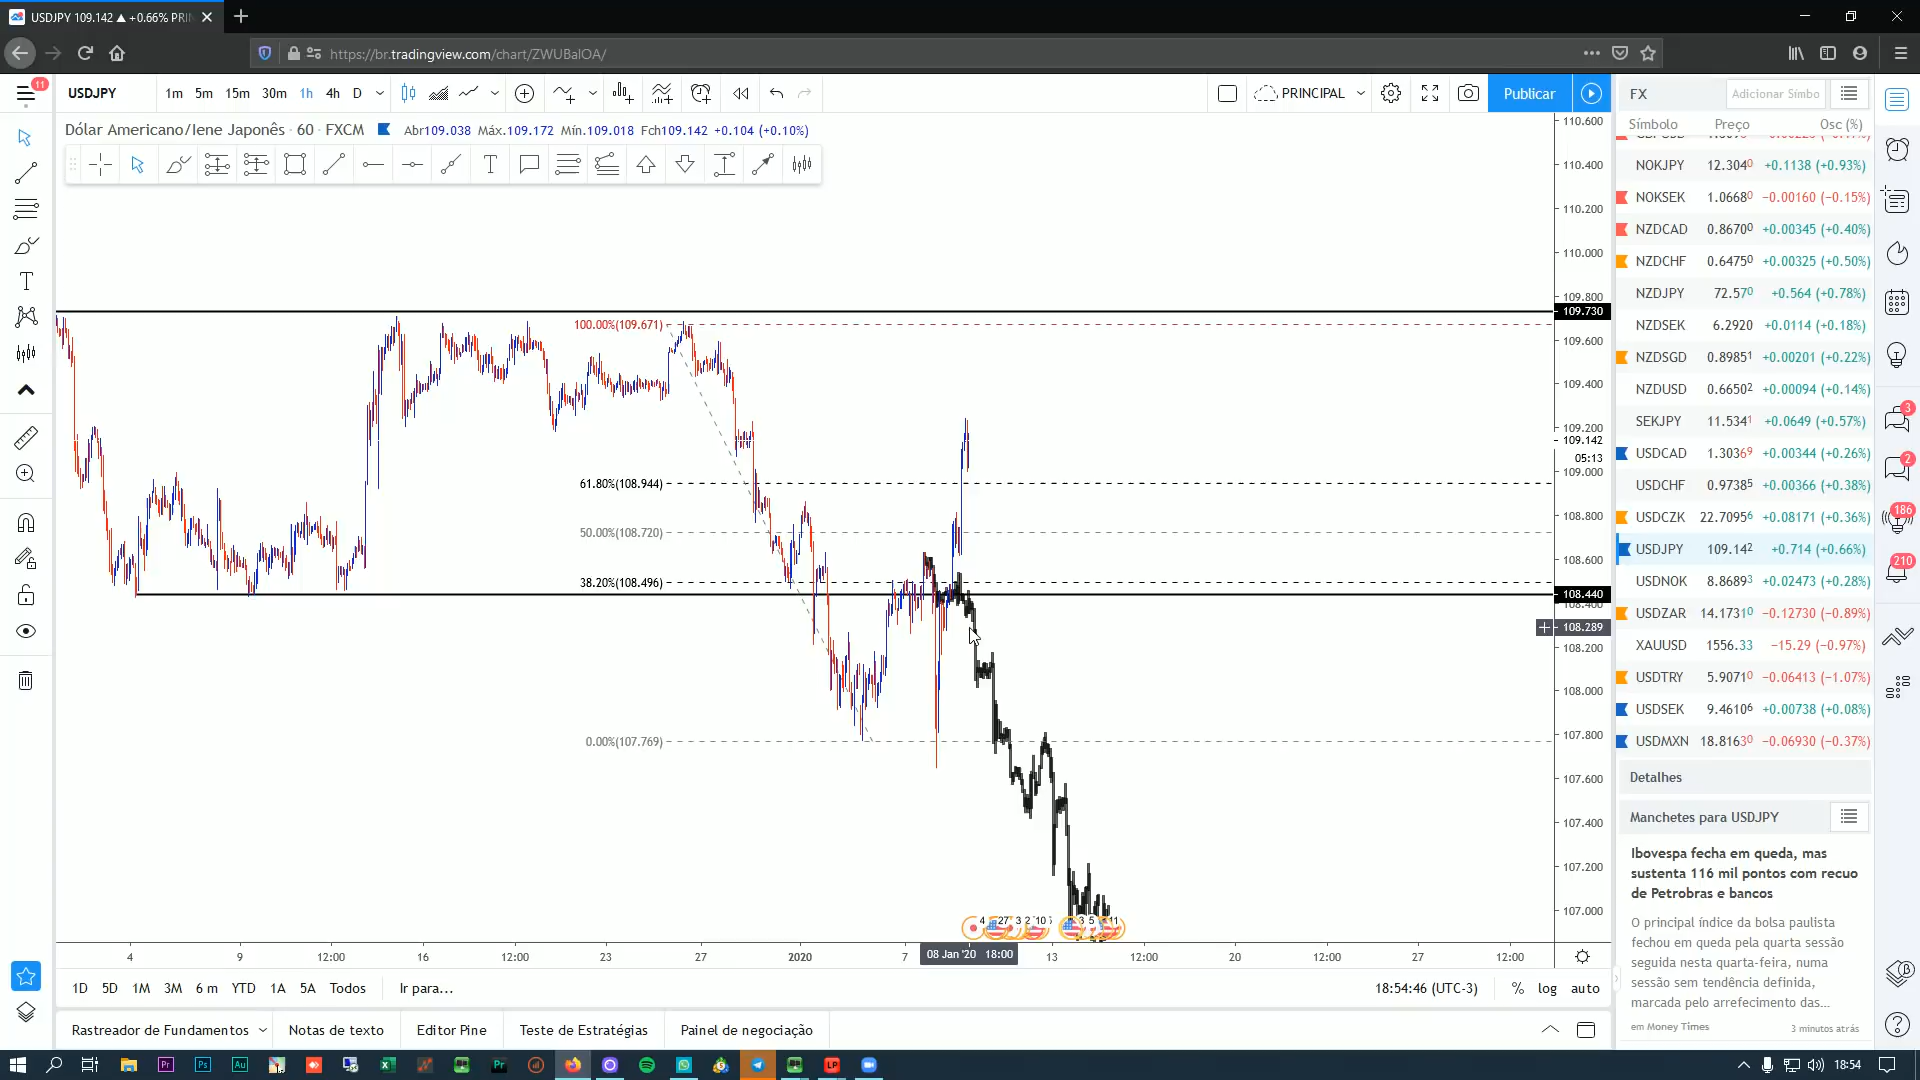 USDJPY 109.142 ▲ +0.66% PRIN
https://br.tradingview.com/chart/ZWUBalOA/
11
USDJPY
1m 5m 15m 30m 1h 4h D
PRINCIPAL
Publicar
Dólar Americano/Iene Japonês · 60 · FXCM
Abr109.038 Máx.109.172 Mín.109.018 Fch109.142 +0.104 (+0.10%)
100.00%(109.671)
61.80%(108.944)
50.00%(108.720)
38.20%(108.496)
0.00%(107.769)
110.600
110.400
110.200
110.000
109.800
109.730
109.600
109.400
109.200
109.142
05:13
109.000
108.800
108.600
108.440
108.400
108.289
108.200
108.000
107.800
107.600
107.400
107.200
107.000
4 9 12:00 16 12:00 23 27 2020 7 08 Jan '20 18:00 13 12:00 20 12:00 27 12:00
1D 5D 1M 3M 6 m YTD 1A 5A Todos Ir para...
18:54:46 (UTC-3) % log auto
Rastreador de Fundamentos Notas de texto Editor Pine Teste de Estratégias Painel de negociação
FX
Adicionar Símbo
Símbolo Preço Osc (%)
NOKJPY 12.3040 +0.1138 (+0.93%)
NOKSEK 1.06680 −0.00160 (−0.15%)
NZDCAD 0.86700 +0.00345 (+0.40%)
NZDCHF 0.64750 +0.00325 (+0.50%)
NZDJPY 72.570 +0.564 (+0.78%)
NZDSEK 6.2920 +0.0114 (+0.18%)
NZDSGD 0.89851 +0.00201 (+0.22%)
NZDUSD 0.66502 +0.00094 (+0.14%)
SEKJPY 11.5341 +0.0649 (+0.57%)
USDCAD 1.30369 +0.00344 (+0.26%)
USDCHF 0.97385 +0.00366 (+0.38%)
USDCZK 22.70956 +0.08171 (+0.36%)
USDJPY 109.142 +0.714 (+0.66%)
USDNOK 8.86893 +0.02473 (+0.28%)
USDZAR 14.17310 −0.12730 (−0.89%)
XAUUSD 1556.33 −15.29 (−0.97%)
USDTRY 5.90710 −0.06413 (−1.07%)
USDSEK 9.46106 +0.00738 (+0.08%)
USDMXN 18.81630 −0.06930 (−0.37%)
Detalhes
Manchetes para USDJPY
Ibovespa fecha em queda, mas
sustenta 116 mil pontos com recuo
de Petrobras e bancos
O principal índice da bolsa paulista
fechou em queda pela quarta sessão
seguida nesta quarta-feira, numa
sessão sem tendência definida,
marcada pelo arrefecimento das...
em Money Times 3 minutos atrás
3
2
186
210
18:54